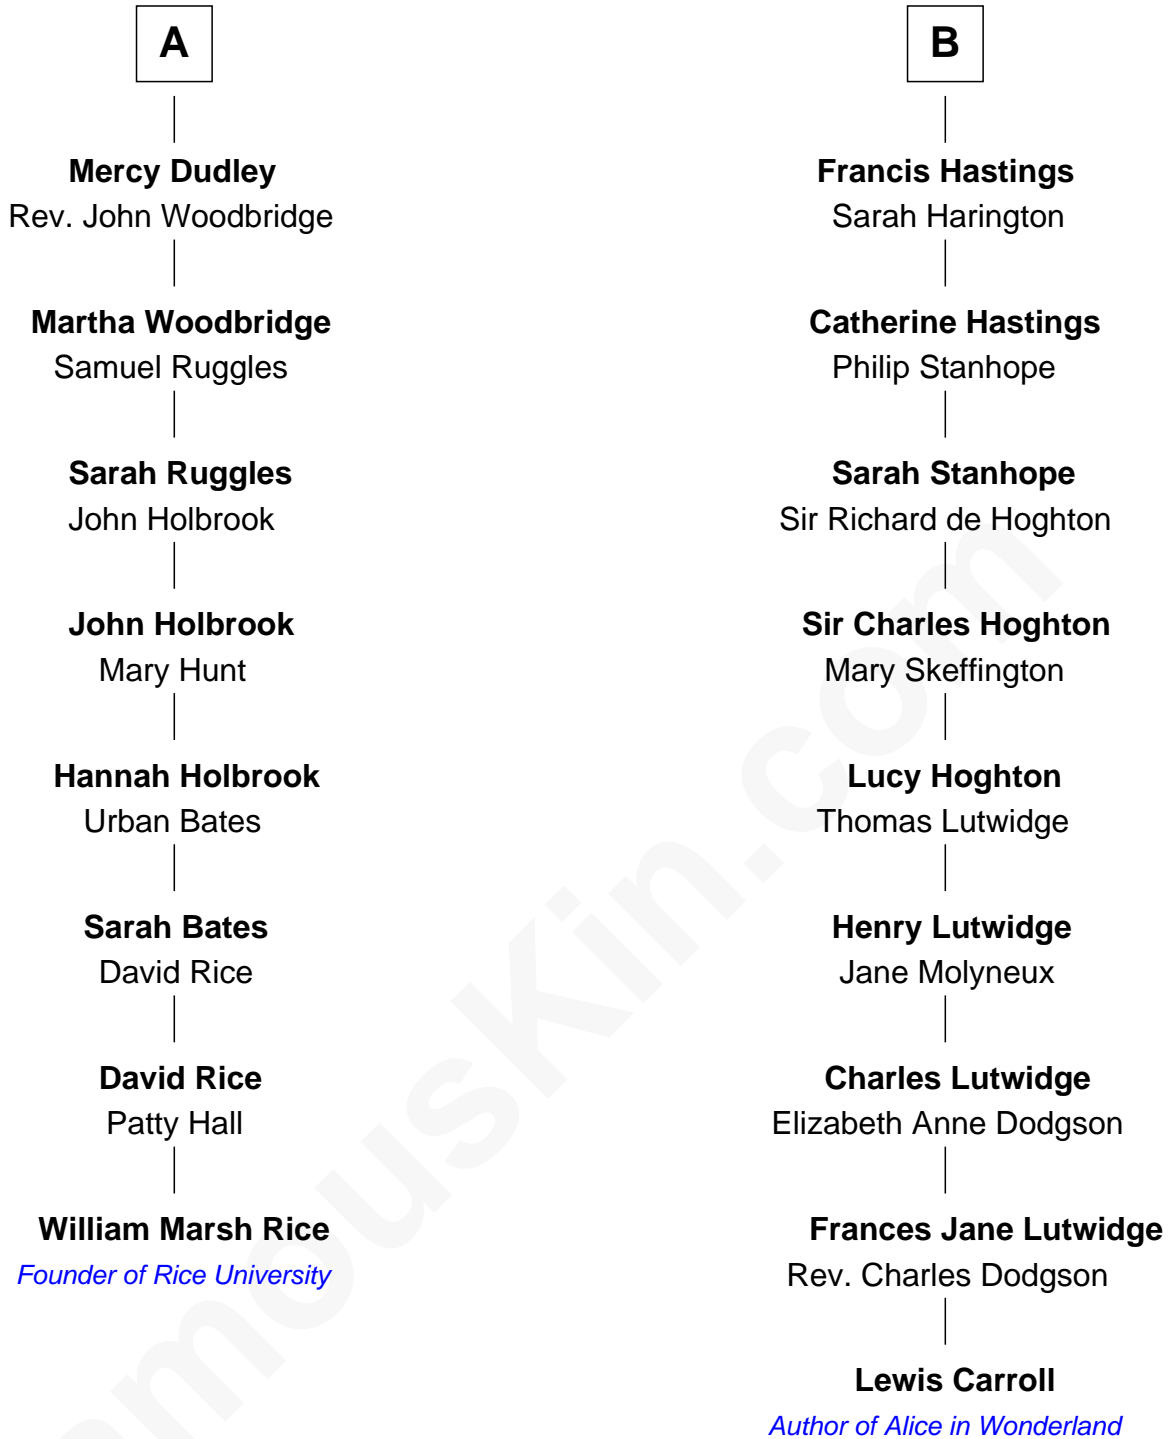 A
Mercy Dudley
Rev. John Woodbridge
Martha Woodbridge
Samuel Ruggles
Sarah Ruggles
John Holbrook
John Holbrook
Mary Hunt
Hannah Holbrook
Urban Bates
Sarah Bates
David Rice
David Rice
Patty Hall
William Marsh Rice
Founder of Rice University
B
Francis Hastings
Sarah Harington
Catherine Hastings
Philip Stanhope
Sarah Stanhope
Sir Richard de Hoghton
Sir Charles Hoghton
Mary Skeffington
Lucy Hoghton
Thomas Lutwidge
Henry Lutwidge
Jane Molyneux
Charles Lutwidge
Elizabeth Anne Dodgson
Frances Jane Lutwidge
Rev. Charles Dodgson
Lewis Carroll
Author of Alice in Wonderland
amousKin.com